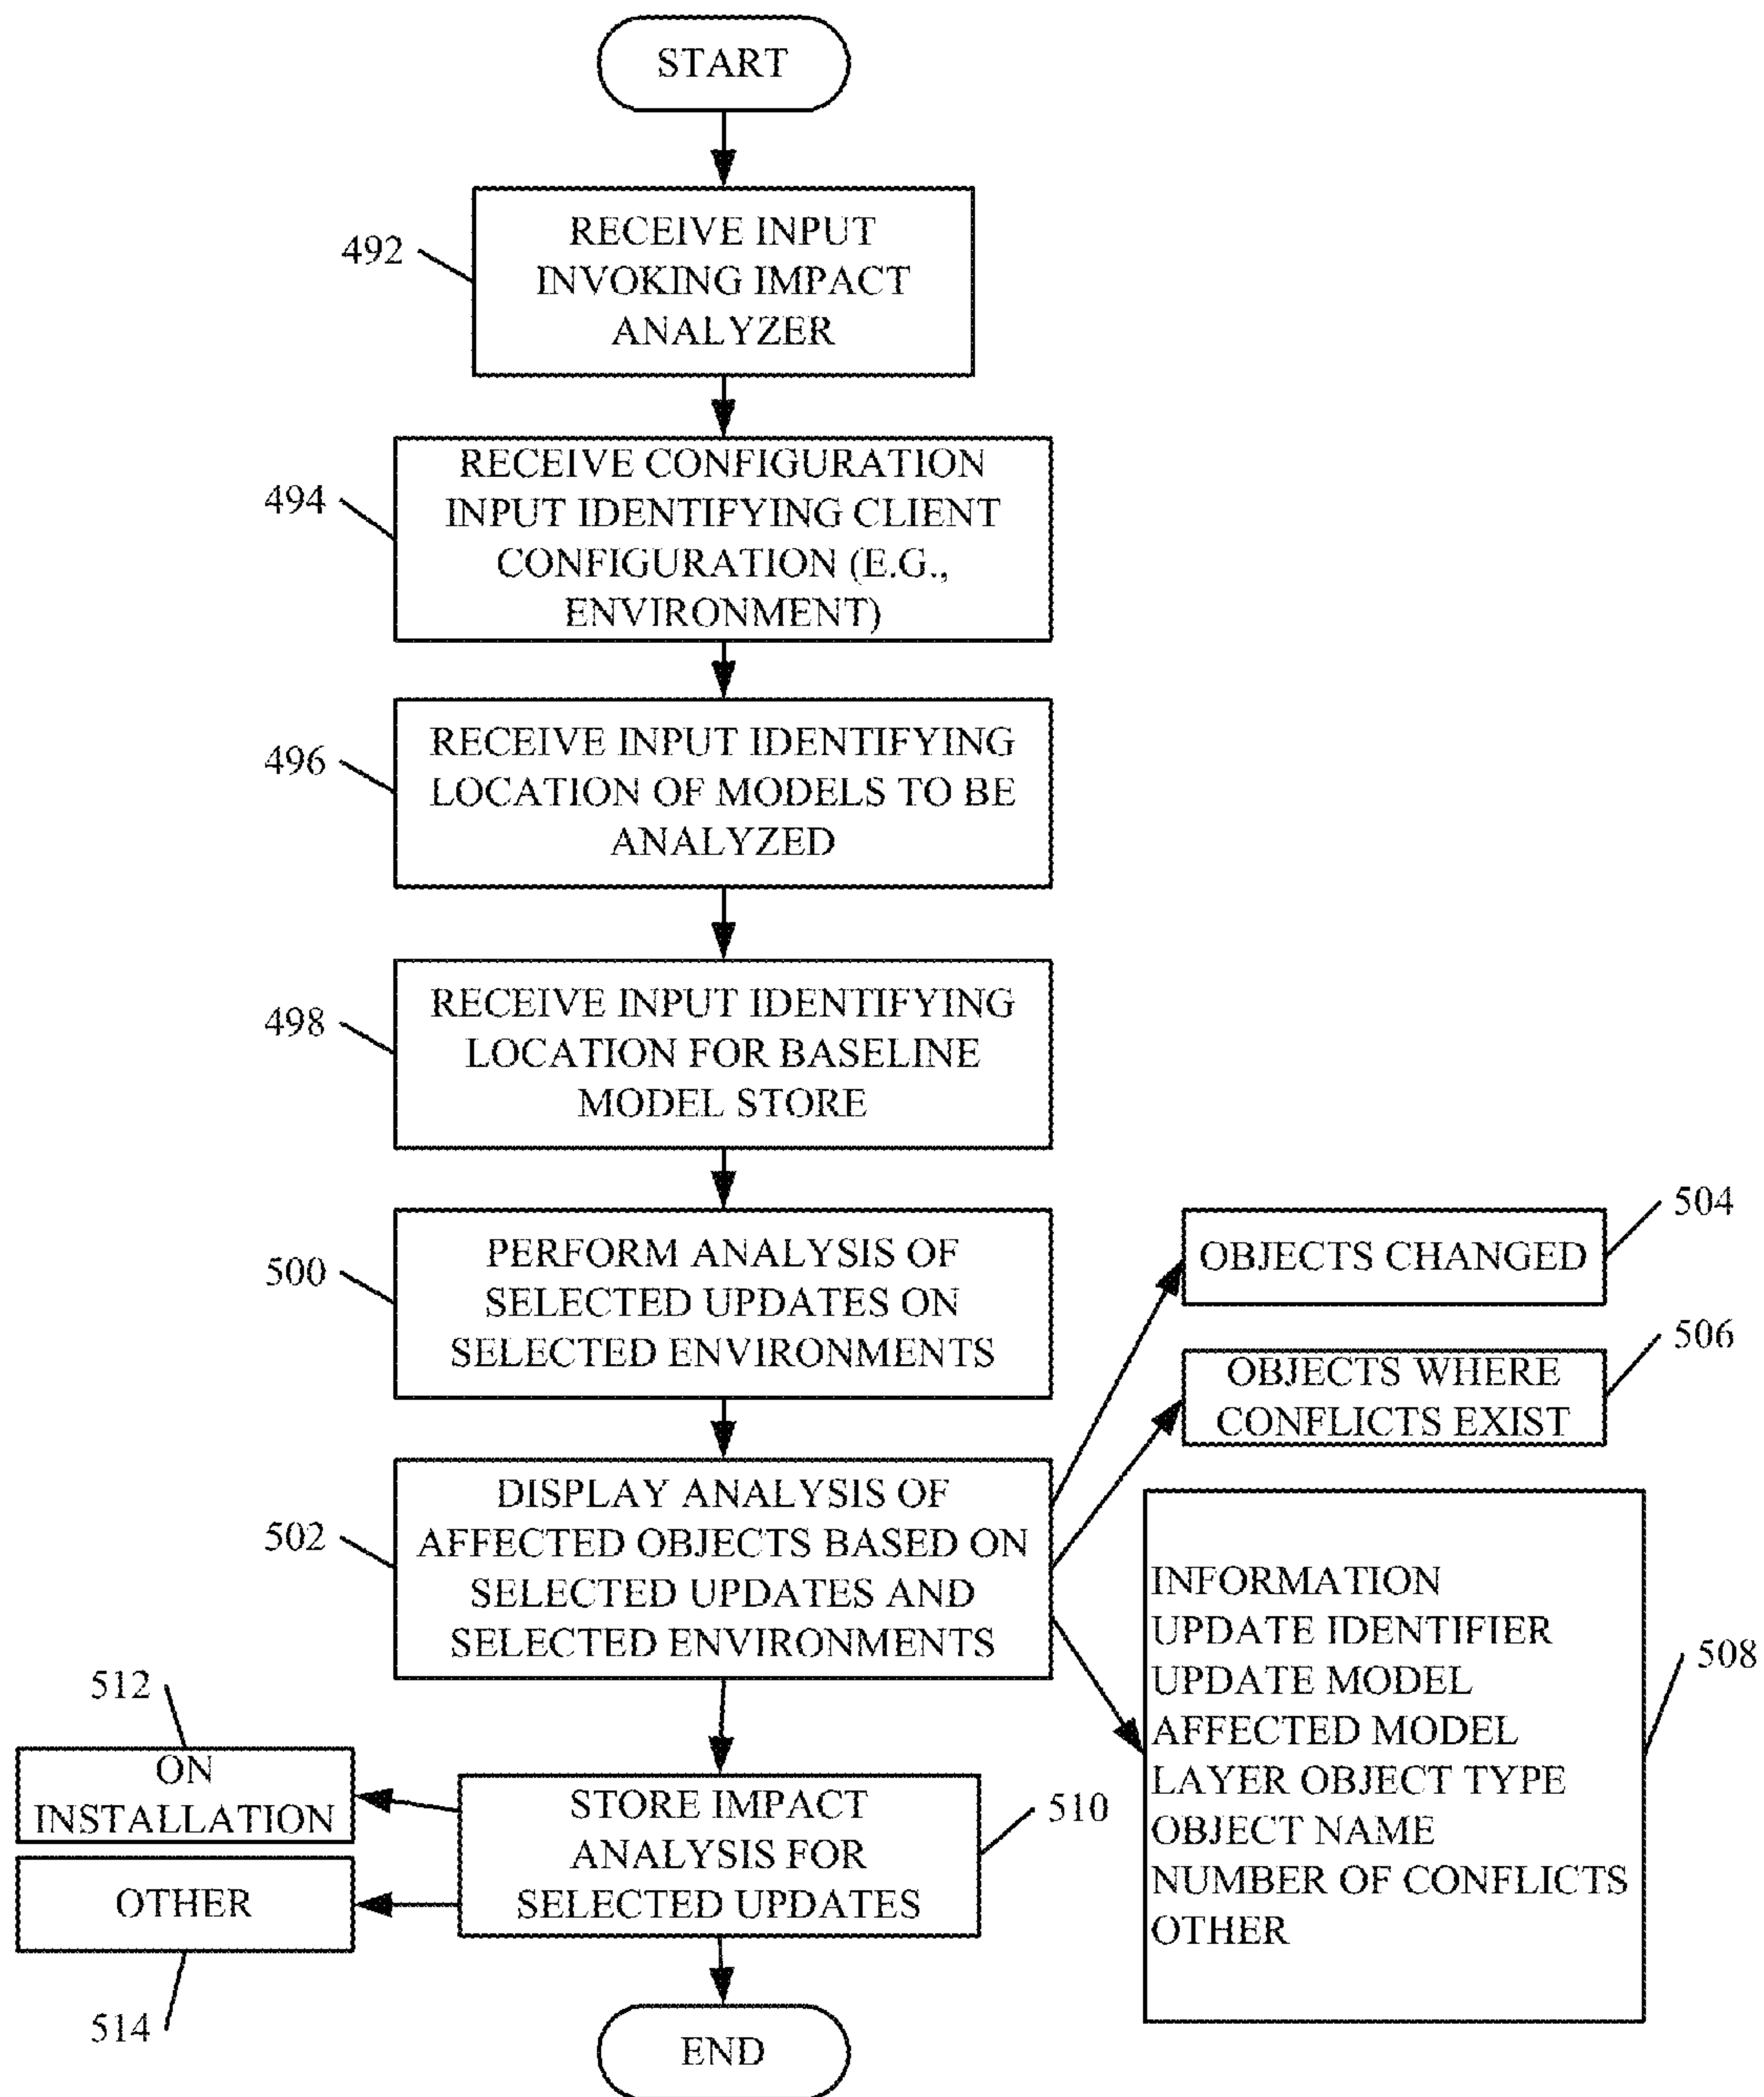 START
492
RECEIVE INPUT
INVOKING IMPACT
ANALYZER
494
RECEIVE CONFIGURATION
INPUT IDENTIFYING CLIENT
CONFIGURATION (E.G.,
ENVIRONMENT)
496
RECEIVE INPUT IDENTIFYING
LOCATION OF MODELS TO BE
ANALYZED
498
RECEIVE INPUT IDENTIFYING
LOCATION FOR BASELINE
MODEL STORE
500
PERFORM ANALYSIS OF
SELECTED UPDATES ON
SELECTED ENVIRONMENTS
502
DISPLAY ANALYSIS OF
AFFECTED OBJECTS BASED ON
SELECTED UPDATES AND
SELECTED ENVIRONMENTS
504
OBJECTS CHANGED
506
OBJECTS WHERE
CONFLICTS EXIST
508
INFORMATION
UPDATE IDENTIFIER
UPDATE MODEL
AFFECTED MODEL
LAYER OBJECT TYPE
OBJECT NAME
NUMBER OF CONFLICTS
OTHER
510
STORE IMPACT
ANALYSIS FOR
SELECTED UPDATES
512
ON
INSTALLATION
OTHER
514
END